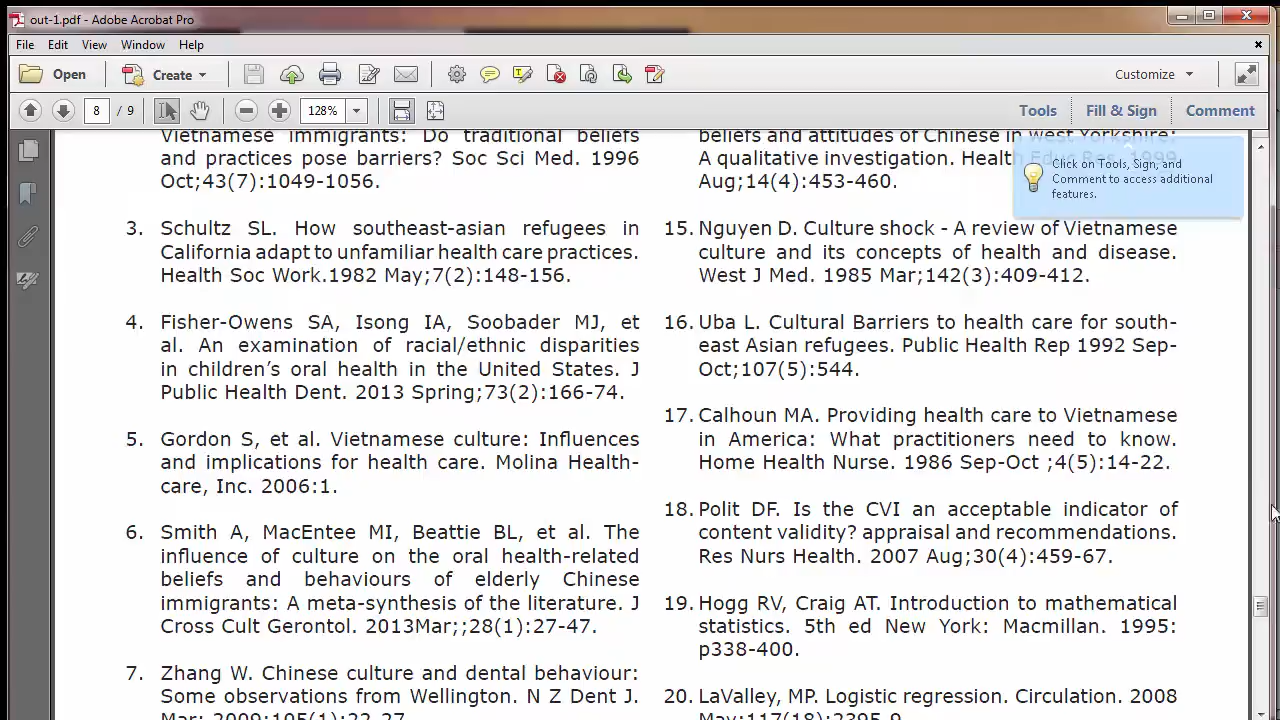 out-1.pdf - Adobe Acrobat Pro
File Edit View Window Help
Open Create Customize
8 / 9 128% Tools Fill & Sign Comment
Click on Tools, Sign, and
Comment to access additional
features.
Vietnamese immigrants: Do traditional beliefs
and practices pose barriers? Soc Sci Med. 1996
Oct;43(7):1049-1056.
3. Schultz SL. How southeast-asian refugees in
California adapt to unfamiliar health care practices.
Health Soc Work.1982 May;7(2):148-156.
4. Fisher-Owens SA, Isong IA, Soobader MJ, et
al. An examination of racial/ethnic disparities
in children's oral health in the United States. J
Public Health Dent. 2013 Spring;73(2):166-74.
5. Gordon S, et al. Vietnamese culture: Influences
and implications for health care. Molina Health-
care, Inc. 2006:1.
6. Smith A, MacEntee MI, Beattie BL, et al. The
influence of culture on the oral health-related
beliefs and behaviours of elderly Chinese
immigrants: A meta-synthesis of the literature. J
Cross Cult Gerontol. 2013Mar;;28(1):27-47.
7. Zhang W. Chinese culture and dental behaviour:
Some observations from Wellington. N Z Dent J.
Mar; 2009;105(1):22-27
beliefs and attitudes of Chinese in west Yorkshire:
A qualitative investigation. Health Educ Res. 1999
Aug;14(4):453-460.
15. Nguyen D. Culture shock - A review of Vietnamese
culture and its concepts of health and disease.
West J Med. 1985 Mar;142(3):409-412.
16. Uba L. Cultural Barriers to health care for south-
east Asian refugees. Public Health Rep 1992 Sep-
Oct;107(5):544.
17. Calhoun MA. Providing health care to Vietnamese
in America: What practitioners need to know.
Home Health Nurse. 1986 Sep-Oct ;4(5):14-22.
18. Polit DF. Is the CVI an acceptable indicator of
content validity? appraisal and recommendations.
Res Nurs Health. 2007 Aug;30(4):459-67.
19. Hogg RV, Craig AT. Introduction to mathematical
statistics. 5th ed New York: Macmillan. 1995:
p338-400.
20. LaValley, MP. Logistic regression. Circulation. 2008
May;117(18):2395-9